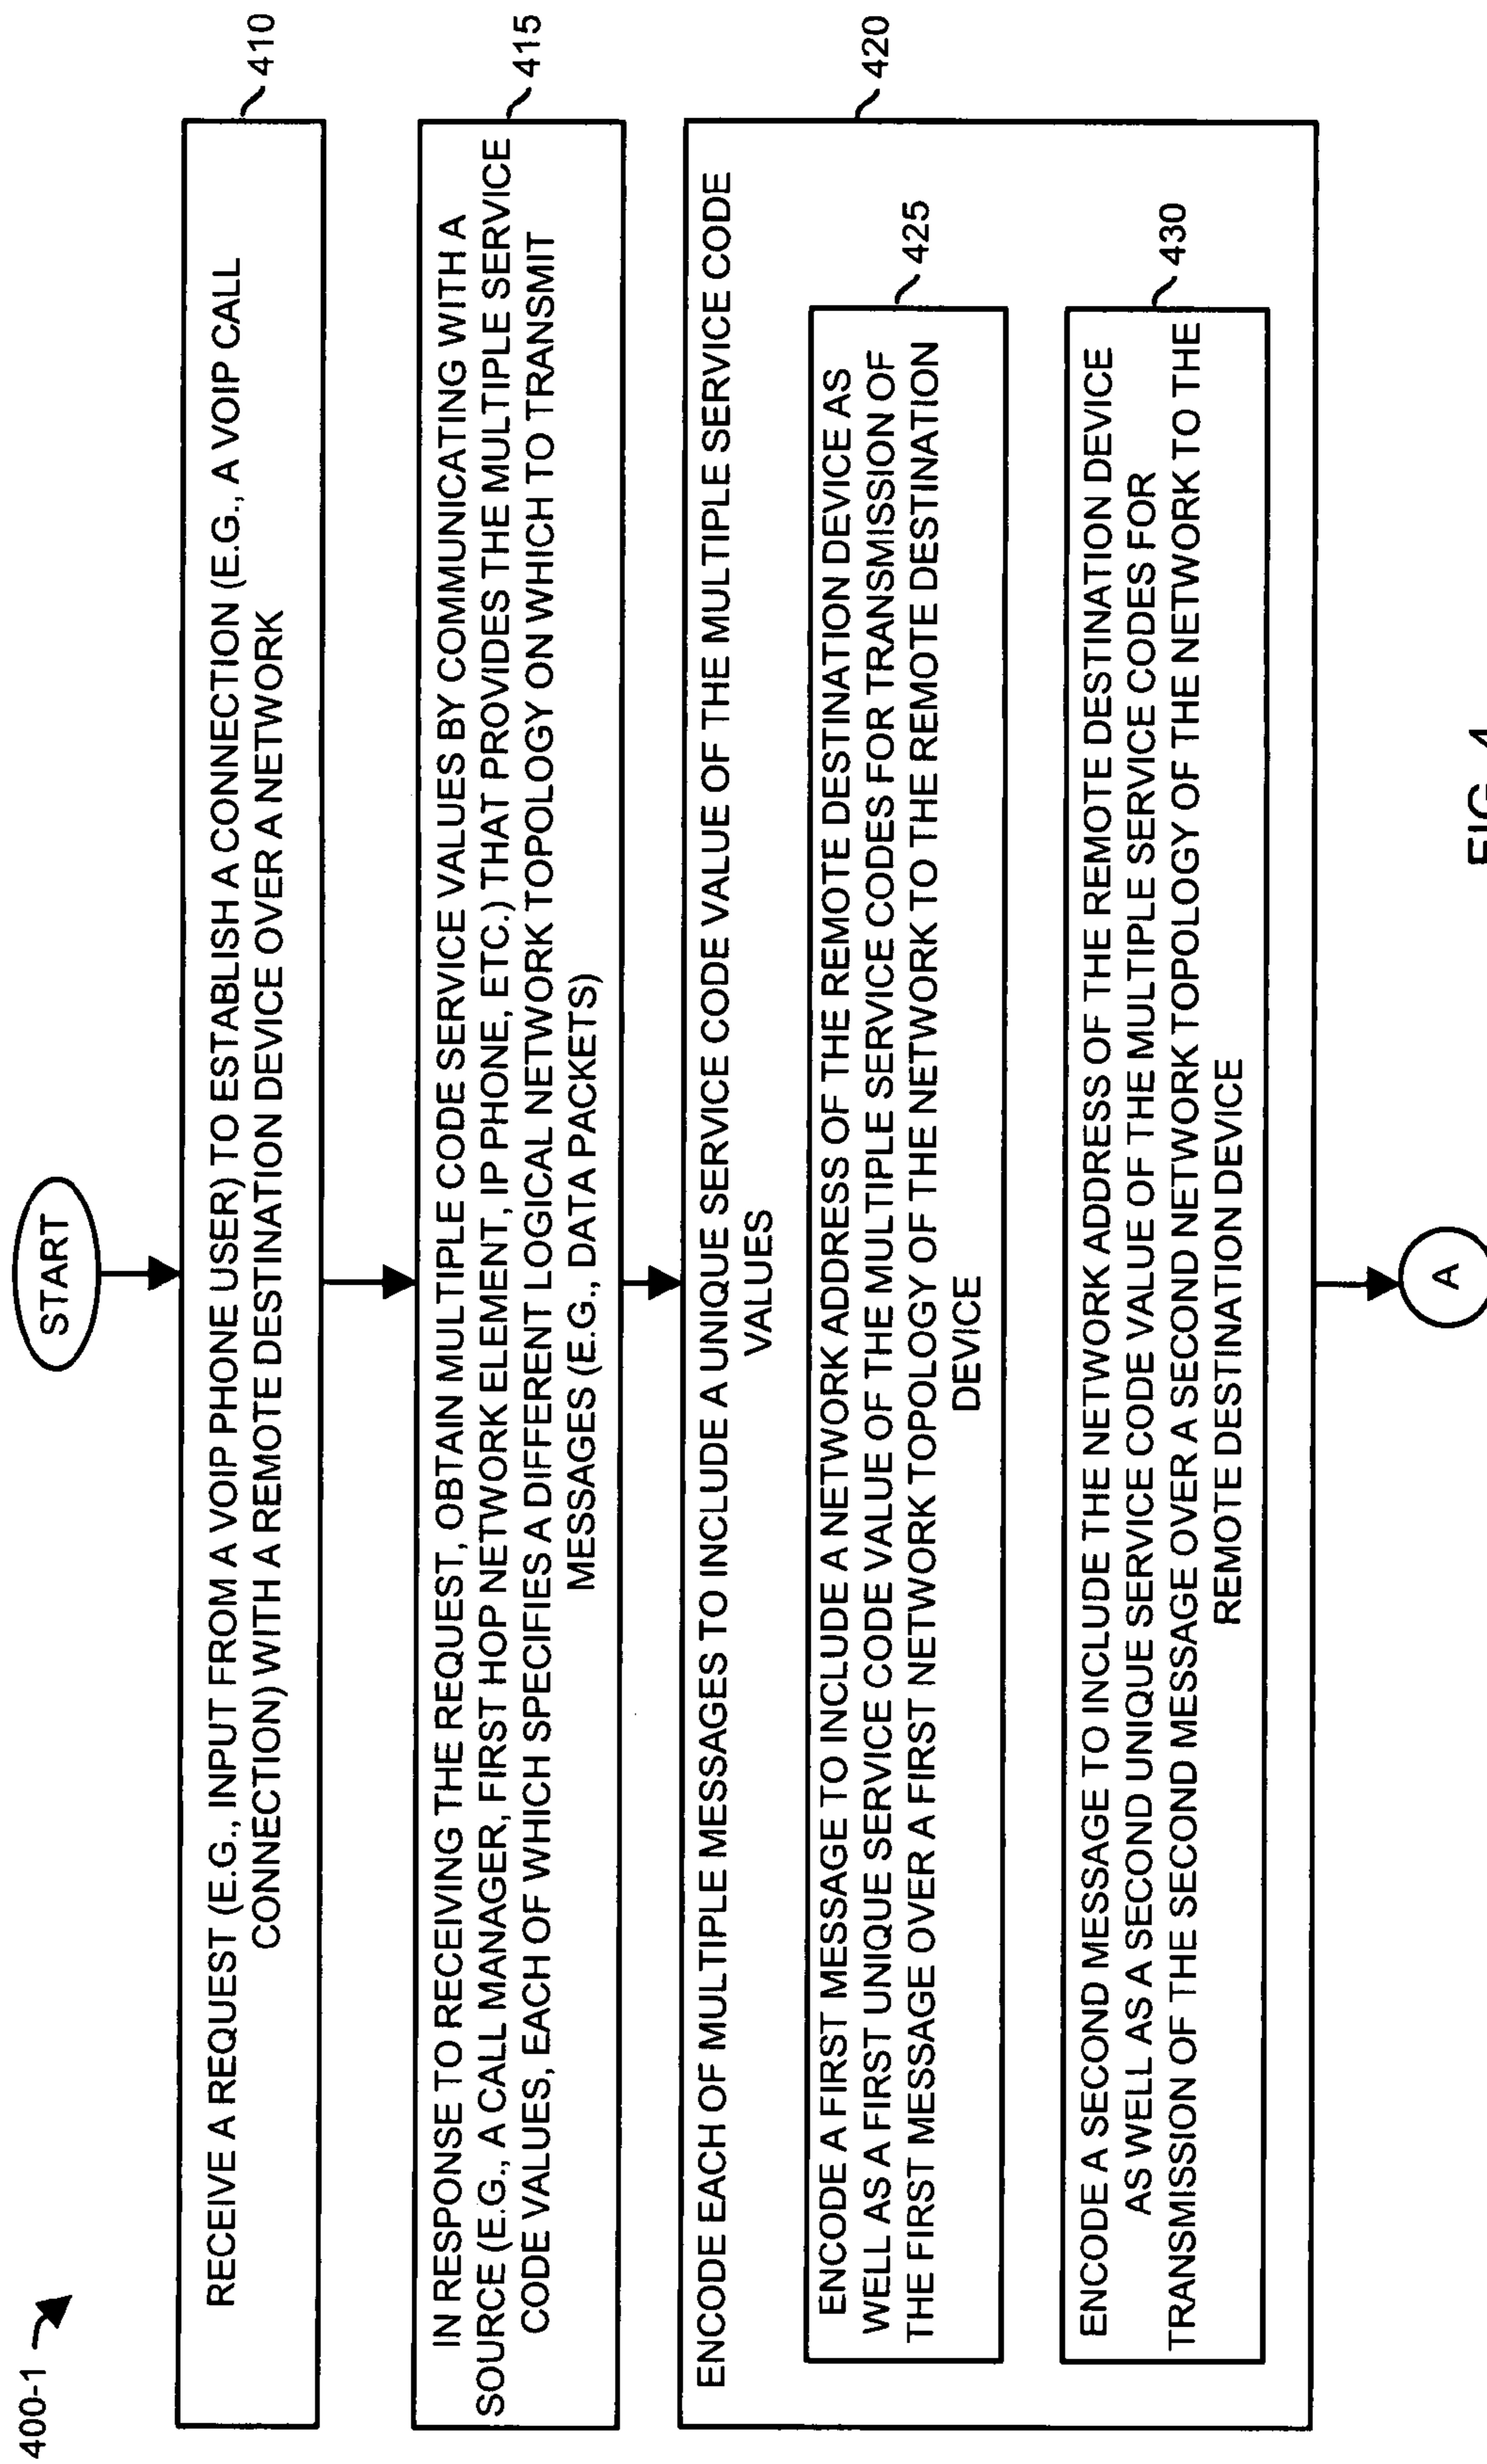 400-1
START
RECEIVE A REQUEST (E.G., INPUT FROM A VOIP PHONE USER) TO ESTABLISH A CONNECTION (E.G., A VOIP CALL
CONNECTION) WITH A REMOTE DESTINATION DEVICE OVER A NETWORK
410
IN RESPONSE TO RECEIVING THE REQUEST, OBTAIN MULTIPLE CODE SERVICE VALUES BY COMMUNICATING WITH A
SOURCE (E.G., A CALL MANAGER, FIRST HOP NETWORK ELEMENT, IP PHONE, ETC.) THAT PROVIDES THE MULTIPLE SERVICE
CODE VALUES, EACH OF WHICH SPECIFIES A DIFFERENT LOGICAL NETWORK TOPOLOGY ON WHICH TO TRANSMIT
MESSAGES (E.G., DATA PACKETS)
415
ENCODE EACH OF MULTIPLE MESSAGES TO INCLUDE A UNIQUE SERVICE CODE VALUE OF THE MULTIPLE SERVICE CODE
VALUES
420
ENCODE A FIRST MESSAGE TO INCLUDE A NETWORK ADDRESS OF THE REMOTE DESTINATION DEVICE AS
WELL AS A FIRST UNIQUE SERVICE CODE VALUE OF THE MULTIPLE SERVICE CODES FOR TRANSMISSION OF
THE FIRST MESSAGE OVER A FIRST NETWORK TOPOLOGY OF THE NETWORK TO THE REMOTE DESTINATION
DEVICE
425
ENCODE A SECOND MESSAGE TO INCLUDE THE NETWORK ADDRESS OF THE REMOTE DESTINATION DEVICE
AS WELL AS A SECOND UNIQUE SERVICE CODE VALUE OF THE MULTIPLE SERVICE CODES FOR
TRANSMISSION OF THE SECOND MESSAGE OVER A SECOND NETWORK TOPOLOGY OF THE NETWORK TO THE
REMOTE DESTINATION DEVICE
430
A
FIG. 4